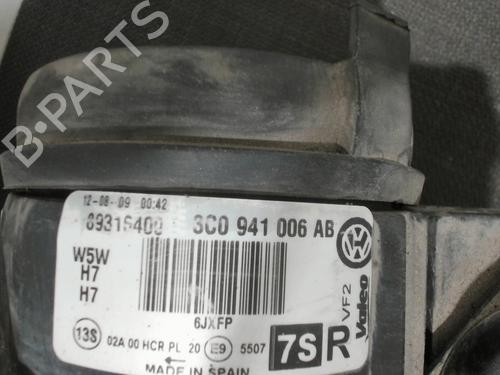 12-08-09 00:42
89315400 3C0 941 006 AB
W5W
H7
H7
6JXFP
VF2
Valeo
13S 02A 00 HCR PL 20 E9 5507 7S R
MADE IN SPAIN
B-PARTS